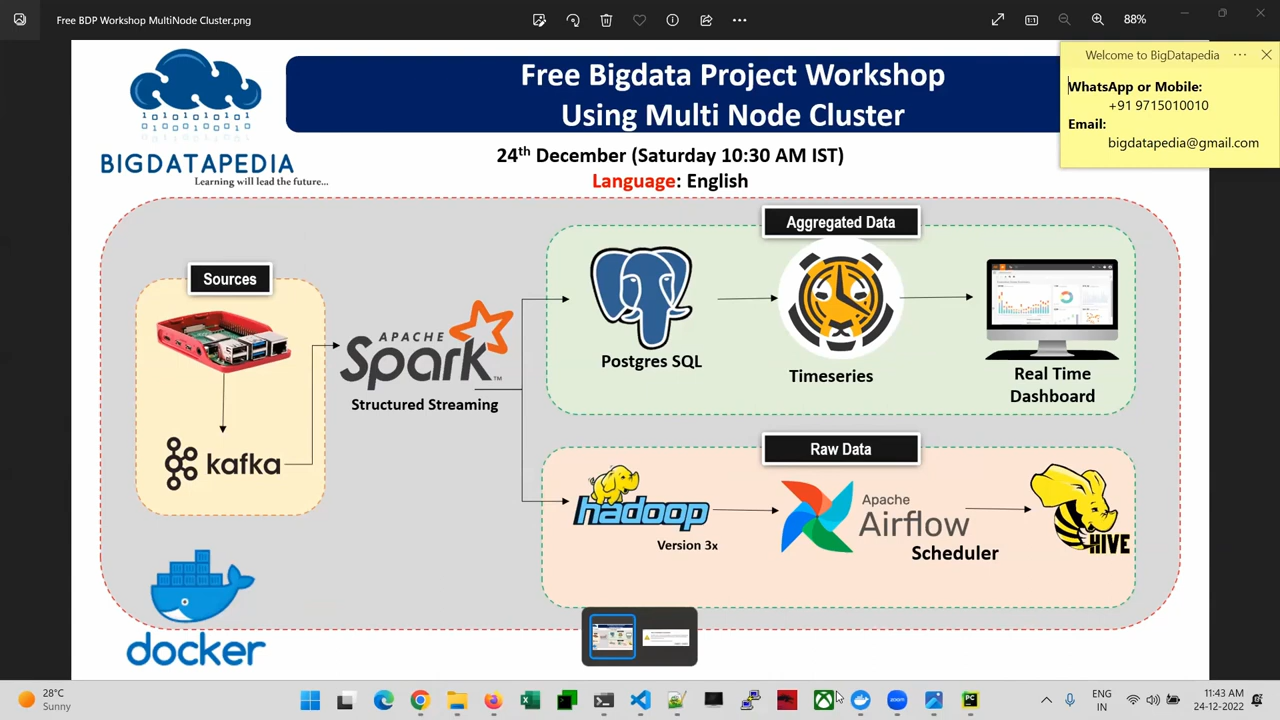 Free BDP Workshop MultiNode Cluster.png
88%
Welcome to BigDatapedia
WhatsApp or Mobile:
+91 9715010010
Email:
bigdatapedia@gmail.com
BIGDATAPEDIA
Learning will lead the future...
Free Bigdata Project Workshop
Using Multi Node Cluster
24th December (Saturday 10:30 AM IST)
Language: English
Sources
kafka
APACHE
Spark™
Structured Streaming
Aggregated Data
Postgres SQL
Timeseries
Real Time
Dashboard
Raw Data
hadoop
Version 3x
Apache
Airflow
Scheduler
HIVE
docker
28°C
Sunny
ENG
IN
11:43 AM
24-12-2022